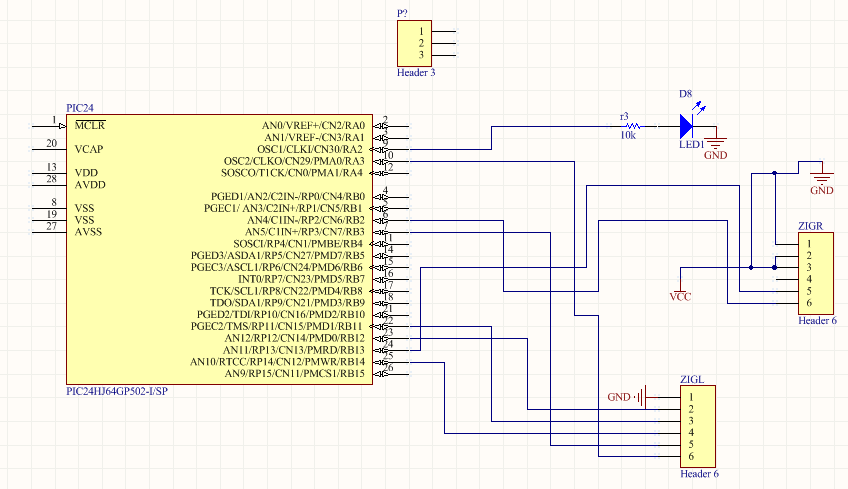 P?
1
2
3
Header 3
PIC24
1 MCLR
20 VCAP
13 VDD
28 AVDD
8 VSS
19 VSS
27 AVSS
AN0/VREF+/CN2/RA0 2
AN1/VREF-/CN3/RA1
OSC1/CLKI/CN30/RA2 9
OSC2/CLKO/CN29/PMA0/RA3 10
SOSCO/T1CK/CN0/PMA1/RA4 12
PGED1/AN2/C2IN-/RP0/CN4/RB0 4
PGEC1/ AN3/C2IN+/RP1/CN5/RB1
AN4/C1IN-/RP2/CN6/RB2 6
AN5/C1IN+/RP3/CN7/RB3 7
SOSCI/RP4/CN1/PMBE/RB4 11
PGED3/ASDA1/RP5/CN27/PMD7/RB5 14
PGEC3/ASCL1/RP6/CN24/PMD6/RB6 15
INT0/RP7/CN23/PMD5/RB7 16
TCK/SCL1/RP8/CN22/PMD4/RB8 17
TDO/SDA1/RP9/CN21/PMD3/RB9 18
PGED2/TDI/RP10/CN16/PMD2/RB10 21
PGEC2/TMS/RP11/CN15/PMD1/RB11 22
AN12/RP12/CN14/PMD0/RB12 23
AN11/RP13/CN13/PMRD/RB13 24
AN10/RTCC/RP14/CN12/PMWR/RB14 25
AN9/RP15/CN11/PMCS1/RB15 26
PIC24HJ64GP502-I/SP
r3
10k
D8
LED1
GND
GND
VCC
ZIGR
1
2
3
4
5
6
Header 6
ZIGL
GND
1
2
3
4
5
6
Header 6